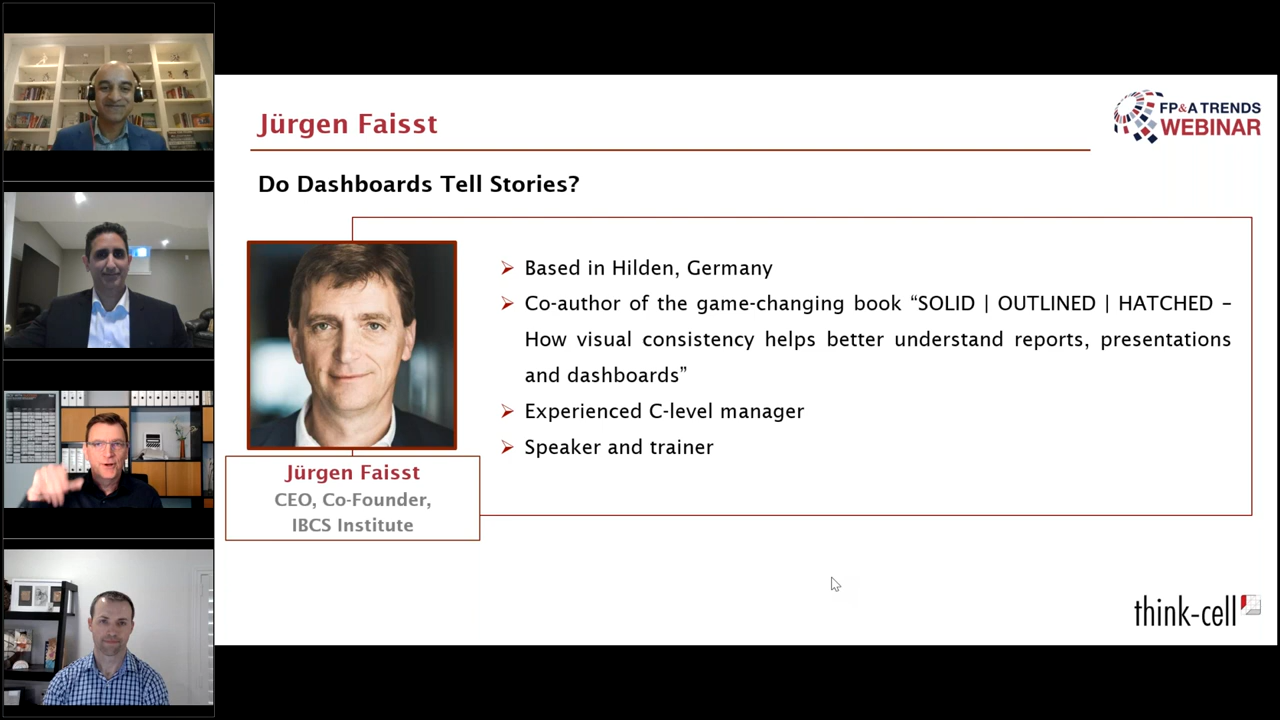 Jürgen Faisst
FP&A TRENDS
WEBINAR
Do Dashboards Tell Stories?
Based in Hilden, Germany
Co-author of the game-changing book “SOLID | OUTLINED | HATCHED –
How visual consistency helps better understand reports, presentations
and dashboards”
Experienced C-level manager
Speaker and trainer
Jürgen Faisst
CEO, Co-Founder,
IBCS Institute
think-cell